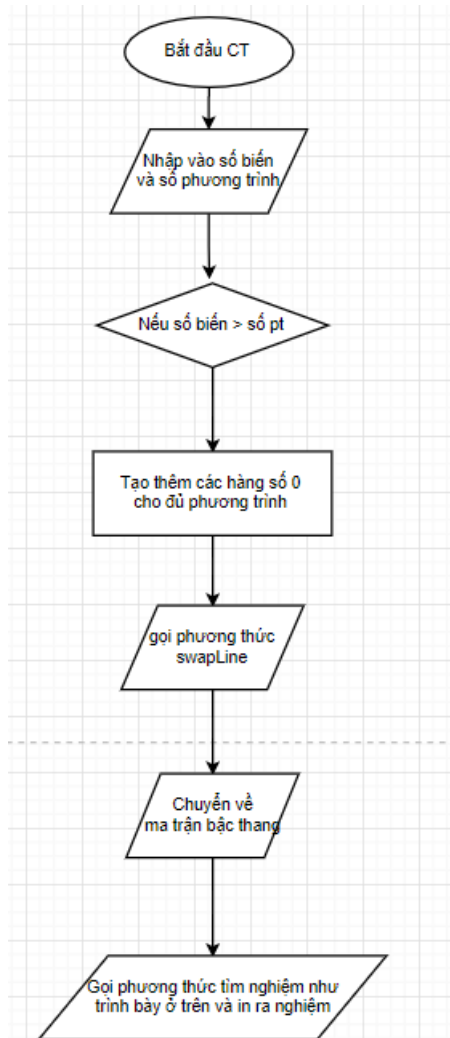 Bắt đầu CT
Nhập vào số biến
và số phương trình
Nếu số biến > số pt
Tạo thêm các hàng số 0
cho đủ phương trình
gọi phương thức
swapLine
Chuyển về
ma trận bậc thang
Gọi phương thức tìm nghiệm như
trình bày ở trên và in ra nghiệm